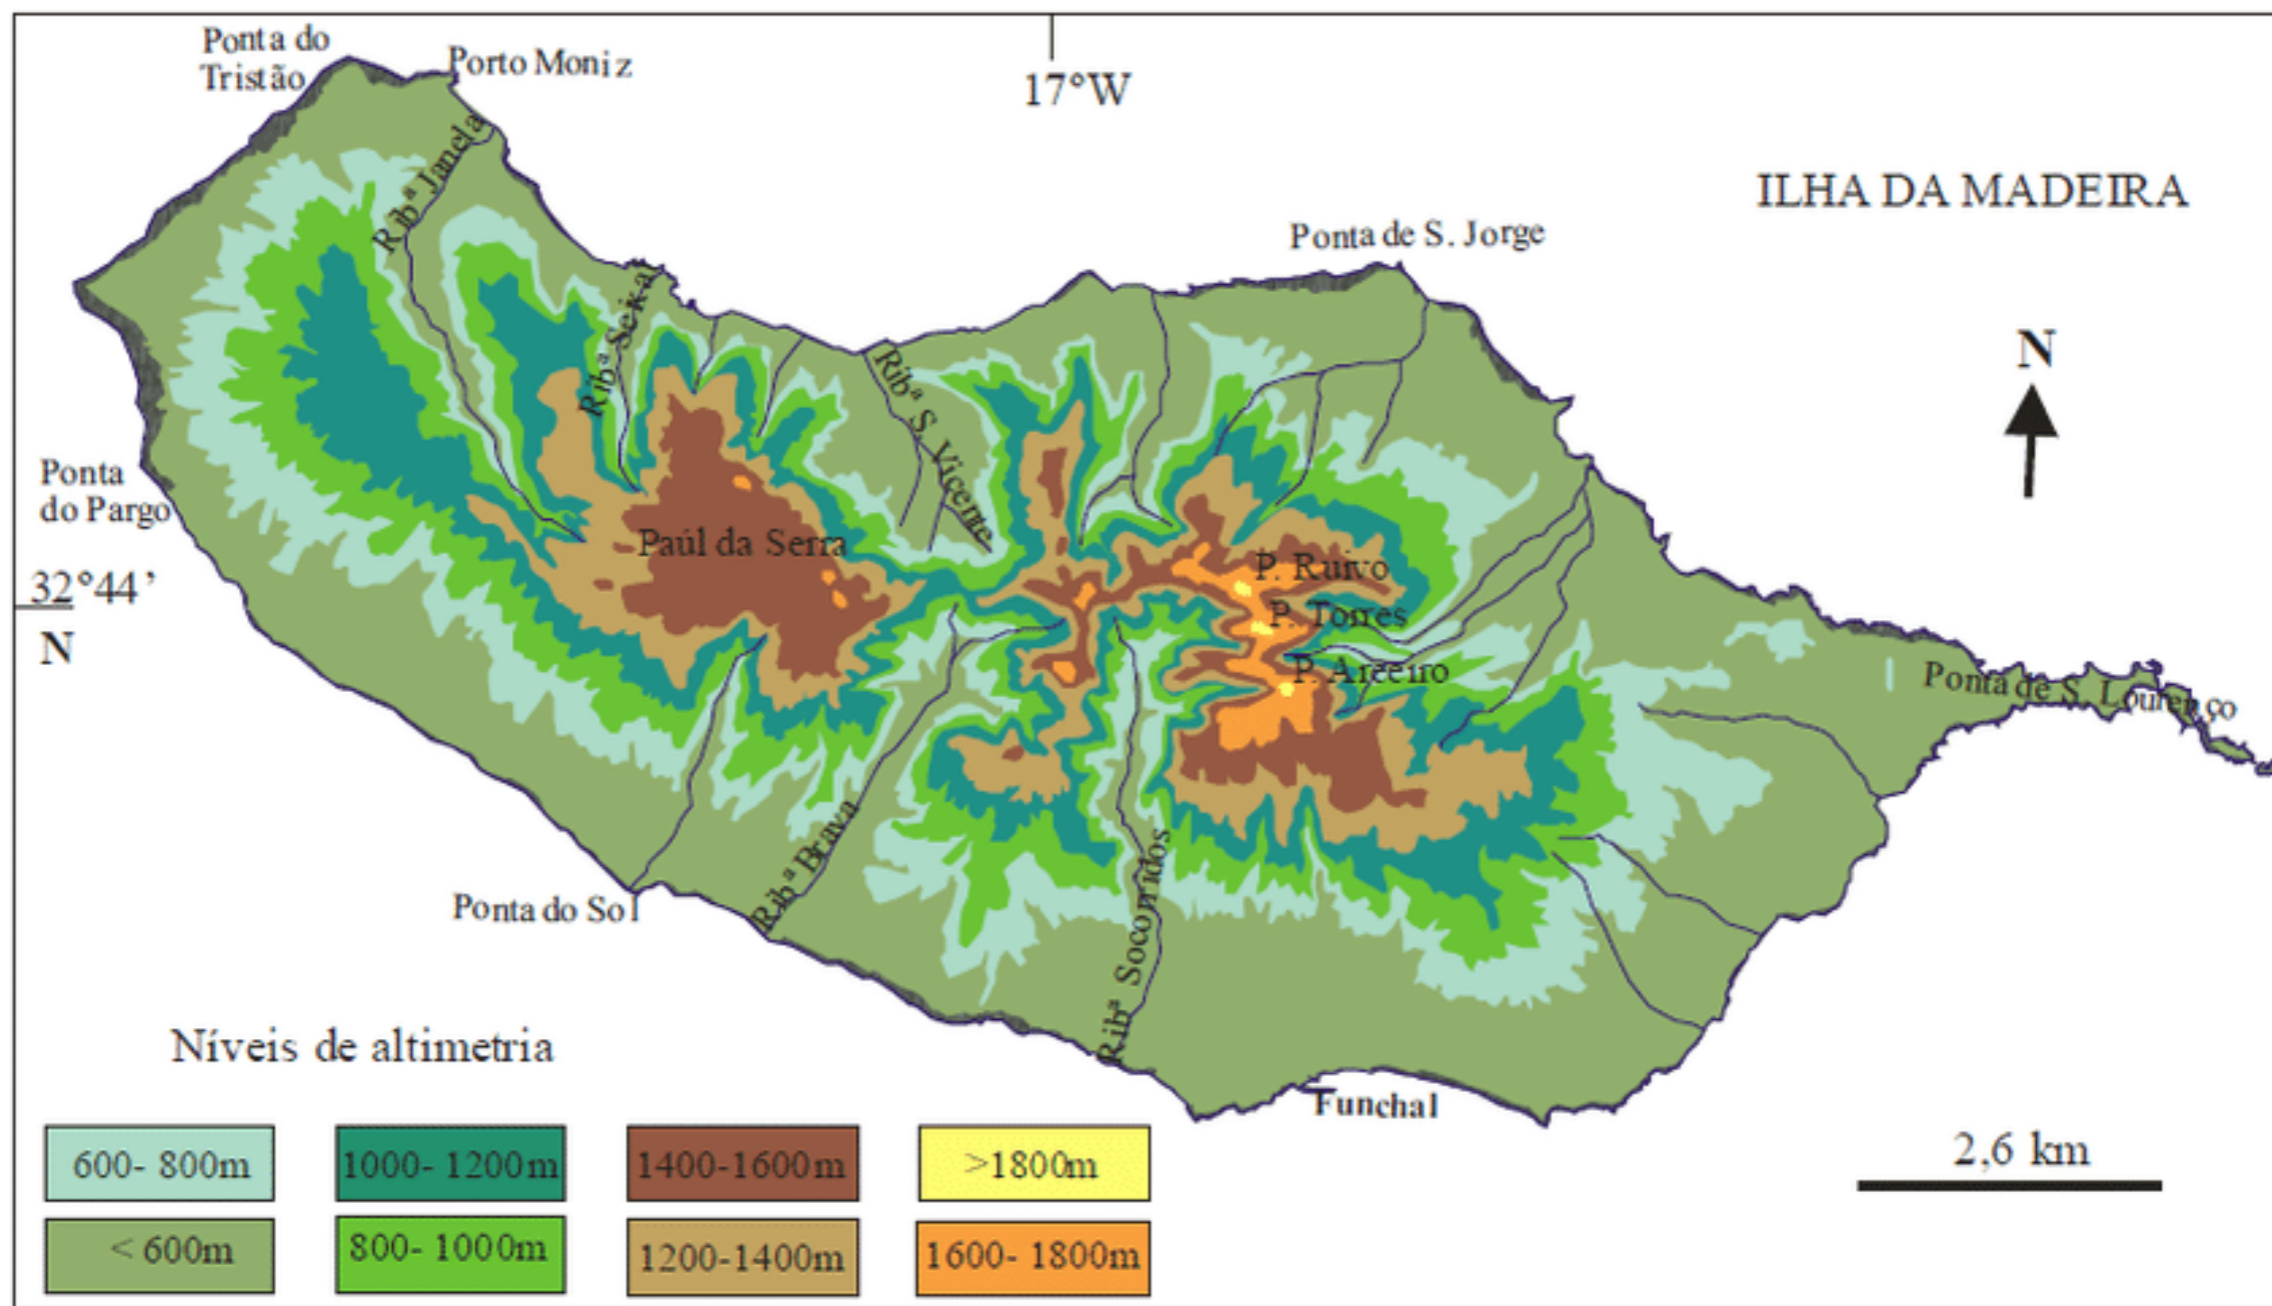 Ponta do
Tristão
Porto Moniz
17°W
Ribª Janela
ILHA DA MADEIRA
Ponta de S. Jorge
Ribª Seixal
Ribª S. Vicente
N
Ponta
do Pargo
Paúl da Serra
P. Ruivo
32°44’
N
P. Torres
P. Areeiro
Ponta de S. Lourenço
Ribª Brava
Ribª Socorridos
Ponta do Sol
Níveis de altimetria
Funchal
600- 800m
1000- 1200m
1400-1600m
>1800m
2,6 km
< 600m
800- 1000m
1200-1400m
1600- 1800m